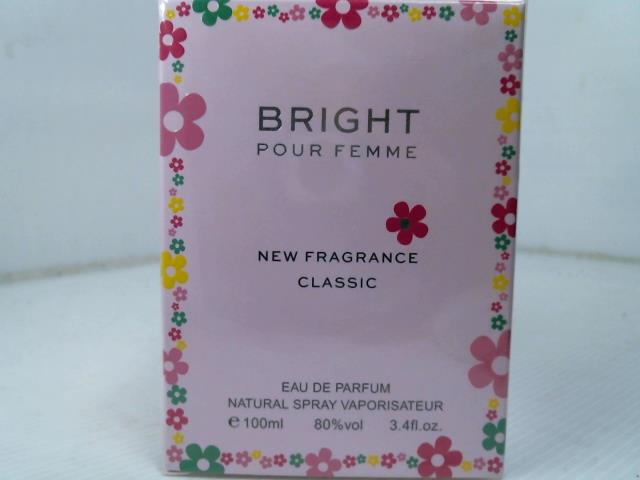 BRIGHT
POUR FEMME
NEW FRAGRANCE
CLASSIC
EAU DE PARFUM
NATURAL SPRAY VAPORISATEUR
℮ 100ml 80%vol 3.4fl.oz.